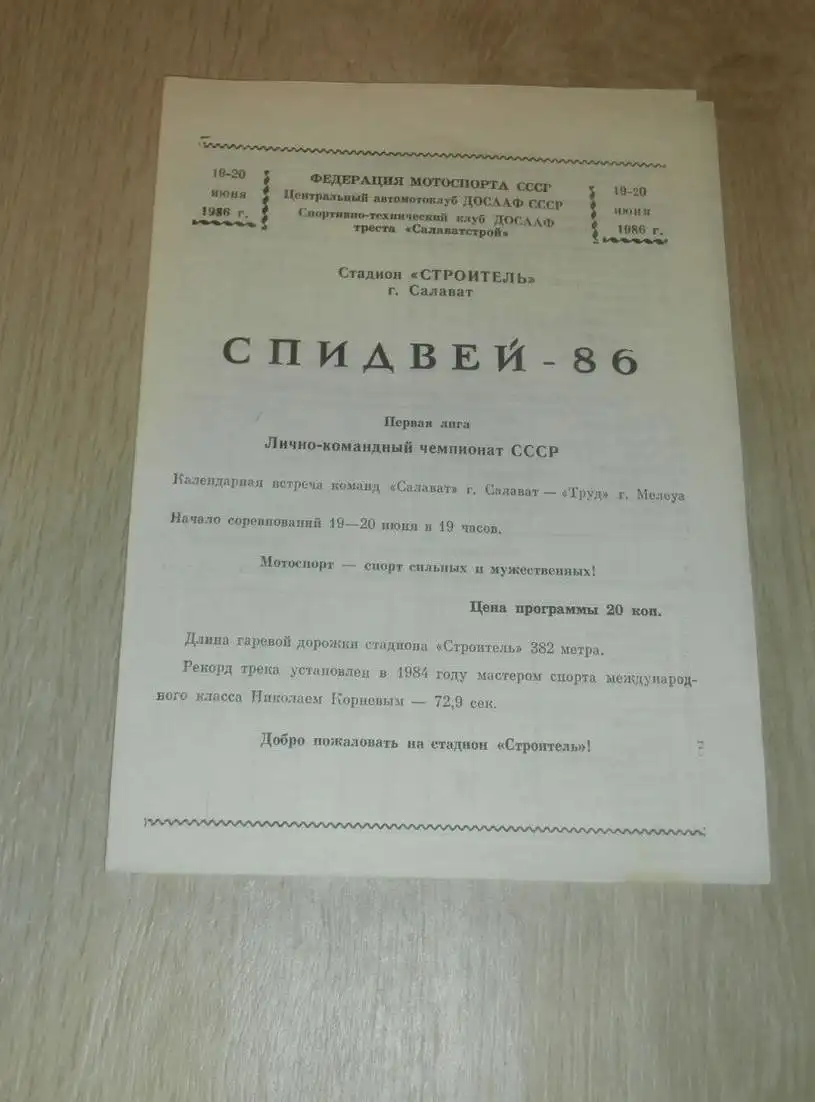 19-20
июня
1986 г.
ФЕДЕРАЦИЯ МОТОСПОРТА СССР
Центральный автомотоклуб ДОСААФ СССР
Спортивно-технический клуб ДОСААФ
треста «Салаватстрой»
19-20
июня
1986 г.
Стадион «СТРОИТЕЛЬ»
г. Салават
СПИДВЕЙ - 86
Первая лига
Лично-командный чемпионат СССР
Календарная встреча команд «Салават» г. Салават — «Труд» г. Мелеуз
Начало соревнований 19—20 июня в 19 часов.
Мотоспорт — спорт сильных и мужественных!
Цена программы 20 коп.
Длина гаревой дорожки стадиона «Строитель» 382 метра.
Рекорд трека установлен в 1984 году мастером спорта международ-
ного класса Николаем Корневым — 72,9 сек.
Добро пожаловать на стадион «Строитель»!